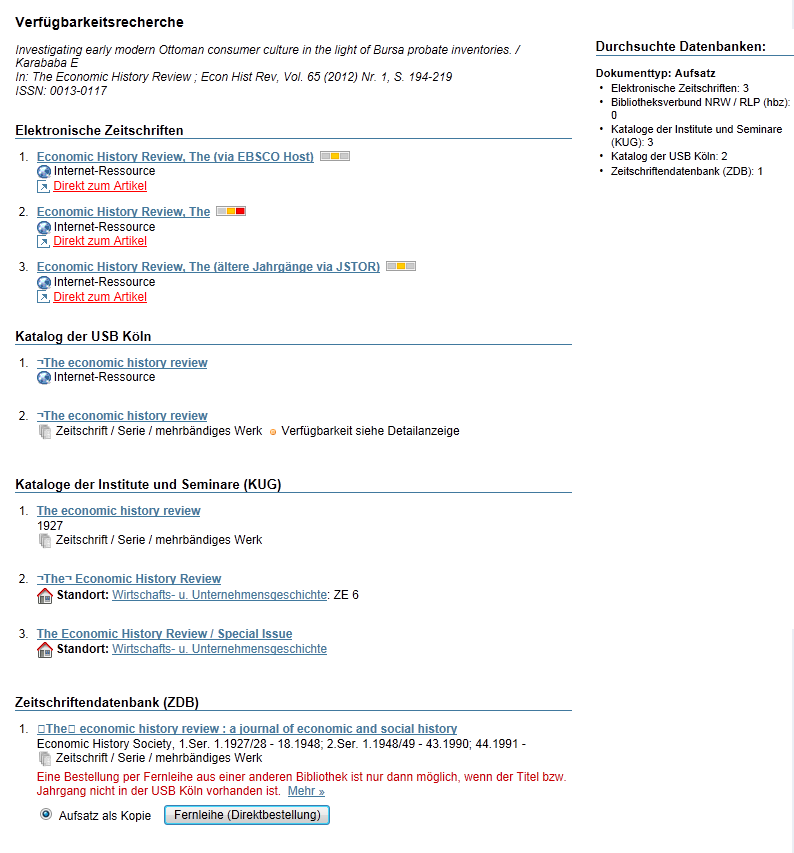 Verfügbarkeitsrecherche
Investigating early modern Ottoman consumer culture in the light of Bursa probate inventories. /
Karababa E
In: The Economic History Review ; Econ Hist Rev, Vol. 65 (2012) Nr. 1, S. 194-219
ISSN: 0013-0117
Elektronische Zeitschriften
1. Economic History Review, The (via EBSCO Host)
Internet-Ressource
Direkt zum Artikel
2. Economic History Review, The
Internet-Ressource
Direkt zum Artikel
3. Economic History Review, The (ältere Jahrgänge via JSTOR)
Internet-Ressource
Direkt zum Artikel
Katalog der USB Köln
1. ¬The economic history review
Internet-Ressource
2. ¬The economic history review
Zeitschrift / Serie / mehrbändiges Werk Verfügbarkeit siehe Detailanzeige
Kataloge der Institute und Seminare (KUG)
1. The economic history review
1927
Zeitschrift / Serie / mehrbändiges Werk
2. ¬The¬ Economic History Review
Standort: Wirtschafts- u. Unternehmensgeschichte: ZE 6
3. The Economic History Review / Special Issue
Standort: Wirtschafts- u. Unternehmensgeschichte
Zeitschriftendatenbank (ZDB)
1. The economic history review : a journal of economic and social history
Economic History Society, 1.Ser. 1.1927/28 - 18.1948; 2.Ser. 1.1948/49 - 43.1990; 44.1991 -
Zeitschrift / Serie / mehrbändiges Werk
Eine Bestellung per Fernleihe aus einer anderen Bibliothek ist nur dann möglich, wenn der Titel bzw.
Jahrgang nicht in der USB Köln vorhanden ist. Mehr »
Aufsatz als Kopie Fernleihe (Direktbestellung)
Durchsuchte Datenbanken:
Dokumenttyp: Aufsatz
• Elektronische Zeitschriften: 3
• Bibliotheksverbund NRW / RLP (hbz):
0
• Kataloge der Institute und Seminare
(KUG): 3
• Katalog der USB Köln: 2
• Zeitschriftendatenbank (ZDB): 1